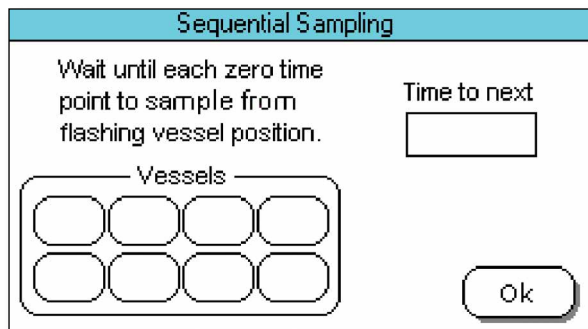 Sequential Sampling
Wait until each zero time
point to sample from
flashing vessel position.
Time to next
Vessels
Ok